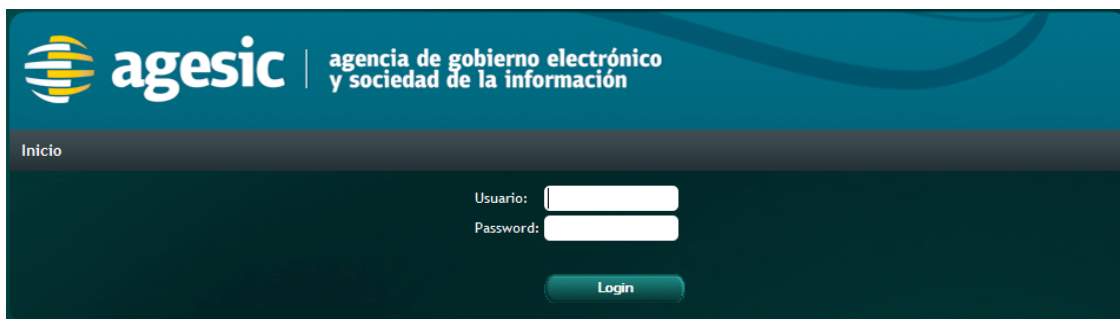 agesic
agencia de gobierno electrónico
y sociedad de la información
Inicio
Usuario:
Password:
Login